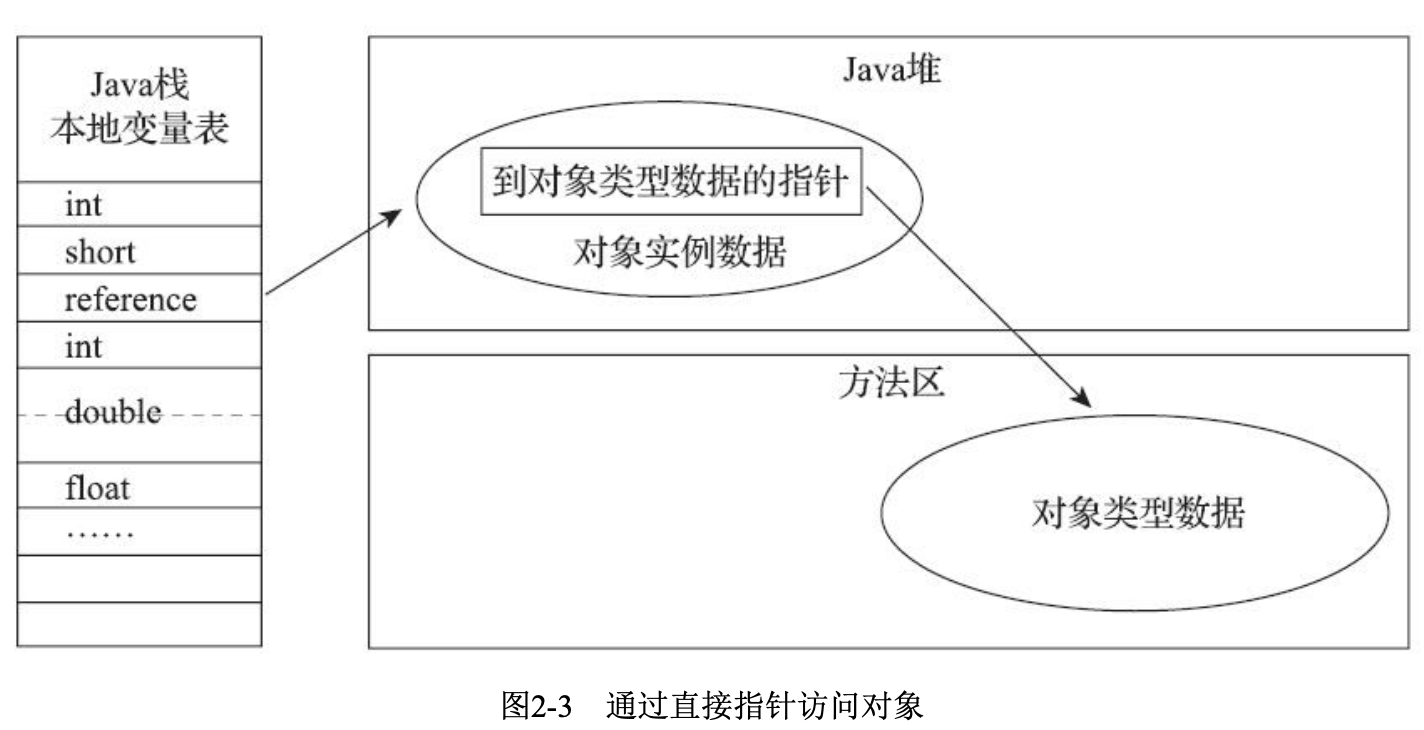 Java栈
本地变量表
int
short
reference
int
double
float
……
Java堆
到对象类型数据的指针
对象实例数据
方法区
对象类型数据
图2-3 通过直接指针访问对象